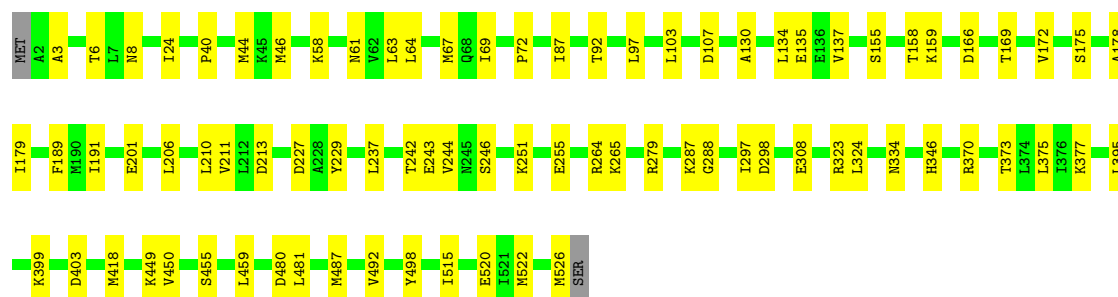 MET A2 A3 T6 L7 N8 I24 P40 M44 K45 M46 K58 N61 V62 L63 L64 M67 Q68 I69 P72 I87 T92 L97 L103 D107 A130 L134 E135 E136 V137 S155 T158 K159 D166 T169 V172 S175 A178
I179 F189 M190 I191 E201 L206 L210 V211 L212 D213 D227 A228 Y229 L237 T242 E243 V244 N245 S246 K251 E255 R264 K265 R279 K287 G288 I297 D298 E308 R323 L324 N334 H346 R370 T373 L374 L375 I376 K377
K399 D403 M418 K449 V450 S455 L459 D480 L481 M487 V492 Y498 I515 E520 I521 M522 M526 SER